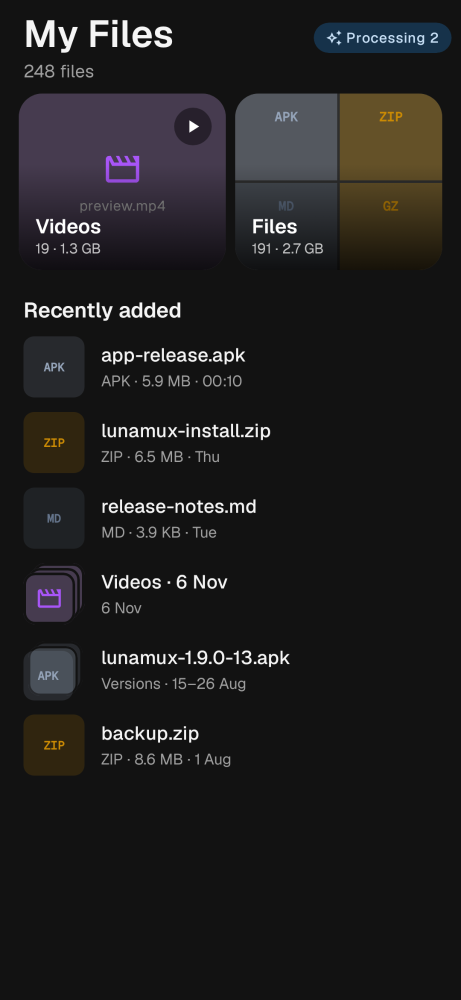 My Files
Processing 2
248 files
preview.mp4
Videos
19 · 1.3 GB
APK
ZIP
MD
GZ
Files
191 · 2.7 GB
Recently added
APK
app-release.apk
APK · 5.9 MB · 00:10
ZIP
lunamux-install.zip
ZIP · 6.5 MB · Thu
MD
release-notes.md
MD · 3.9 KB · Tue
Videos · 6 Nov
6 Nov
APK
lunamux-1.9.0-13.apk
Versions · 15–26 Aug
ZIP
backup.zip
ZIP · 8.6 MB · 1 Aug